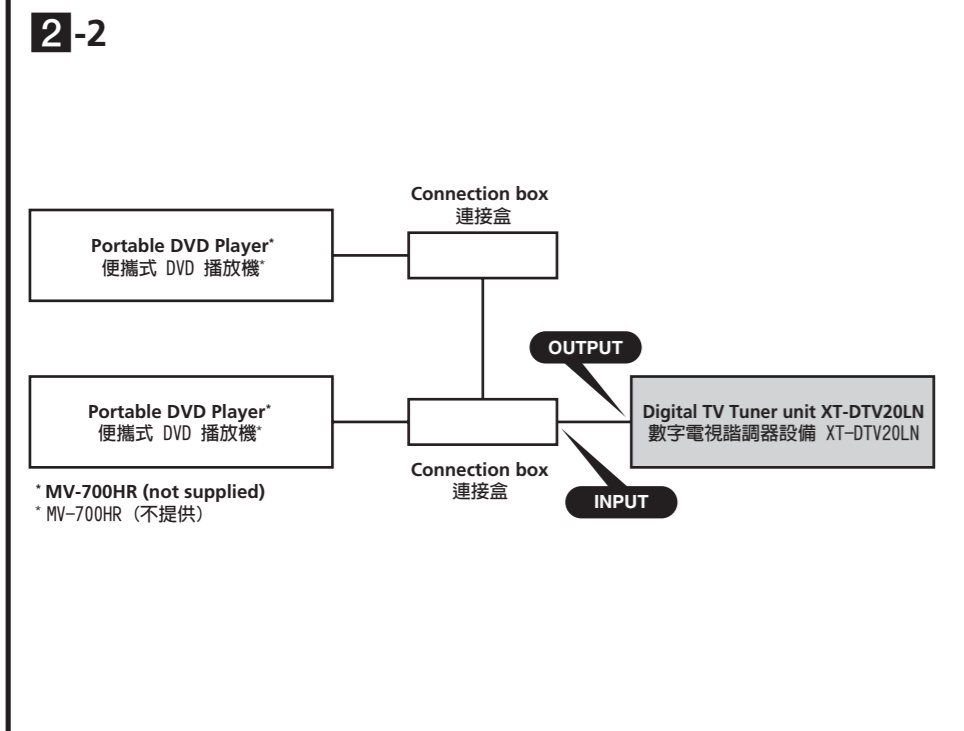 2-2
Connection box
連接盒
Portable DVD Player*
便攜式 DVD 播放機*
OUTPUT
Portable DVD Player*
便攜式 DVD 播放機*
Digital TV Tuner unit XT-DTV20LN
數字電視諧調器設備 XT-DTV20LN
Connection box
連接盒
INPUT
* MV-700HR (not supplied)
* MV-700HR（不提供）